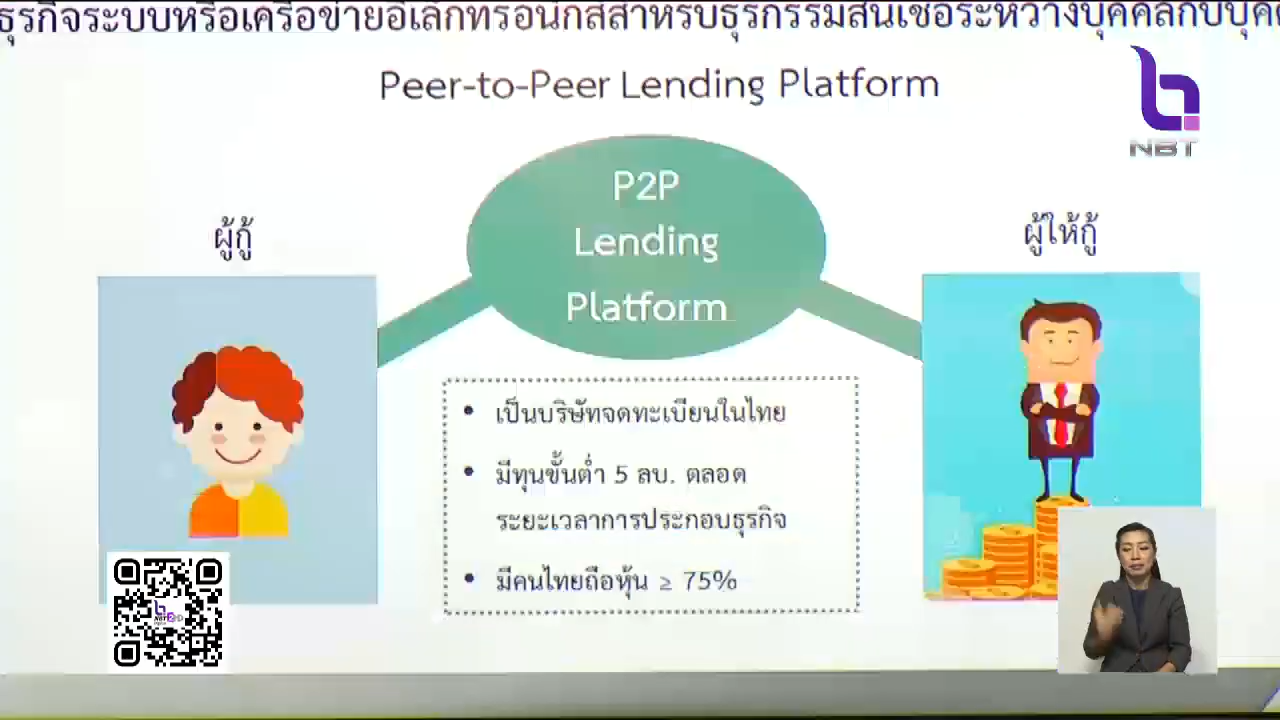 ธุรกิจระบบหรือเครือข่ายอิเล็กทรอนิกส์สำหรับธุรกรรมสินเชื่อระหว่างบุคคลกับบุคค
Peer-to-Peer Lending Platform
NBT
P2P
Lending
Platform
ผู้กู้
ผู้ให้กู้
เป็นบริษัทจดทะเบียนในไทย
มีทุนขั้นต่ำ 5 ลบ. ตลอด
ระยะเวลาการประกอบธุรกิจ
มีคนไทยถือหุ้น ≥ 75%